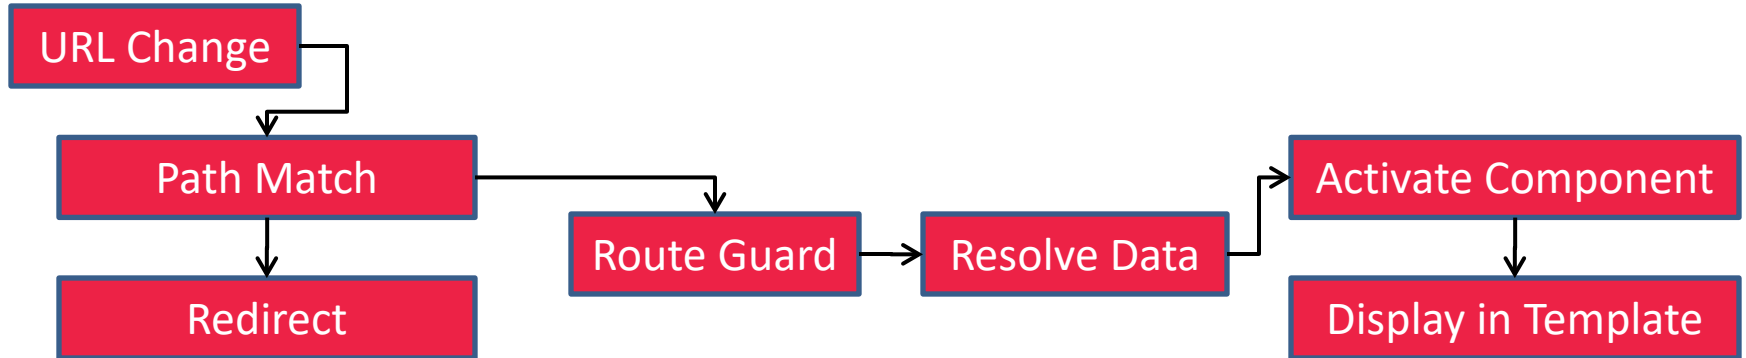 URL Change
Path Match
Redirect
Route Guard
Resolve Data
Activate Component
Display in Template